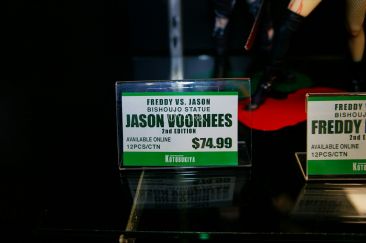 FREDDY VS. JASON
BISHOUJO STATUE
JASON VOORHEES
2nd EDITION
AVAILABLE ONLINE
12PCS/CTN
$74.99
KOTOBUKIYA
FREDDY
BISHOUJO
FREDDY
2nd
AVAILABLE ONLINE
12PCS/CTN